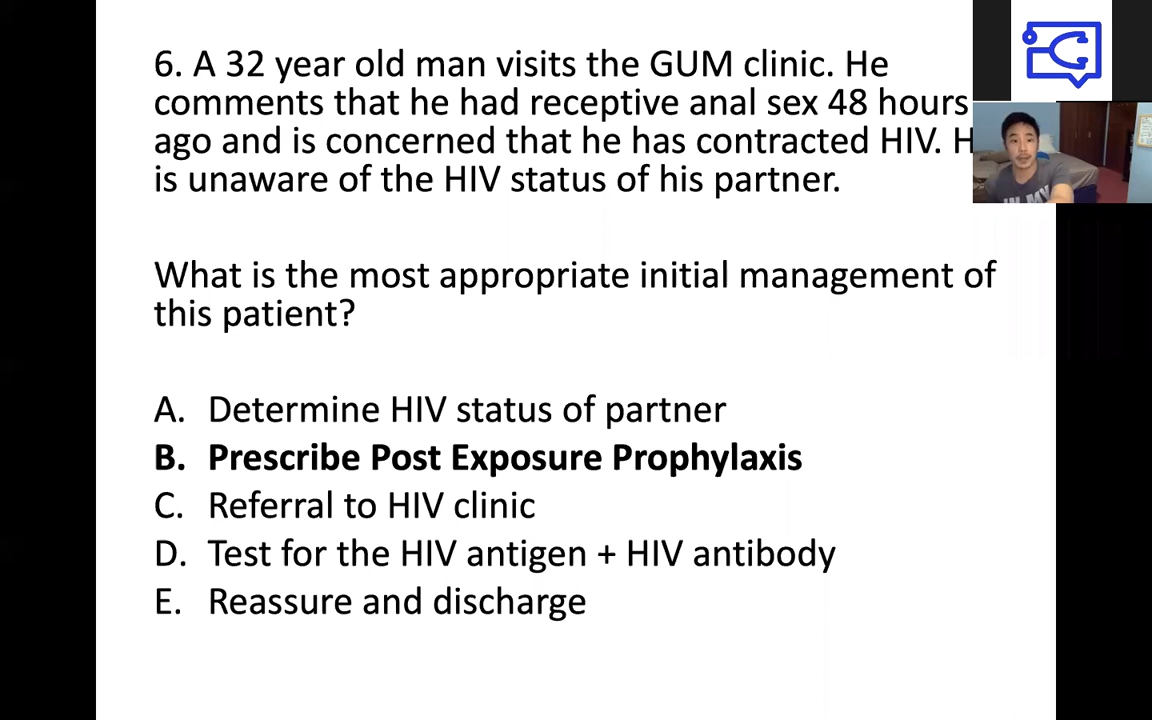 6. A 32 year old man visits the GUM clinic. He
comments that he had receptive anal sex 48 hours
ago and is concerned that he has contracted HIV. H
is unaware of the HIV status of his partner.
What is the most appropriate initial management of
this patient?
A. Determine HIV status of partner
B. Prescribe Post Exposure Prophylaxis
C. Referral to HIV clinic
D. Test for the HIV antigen + HIV antibody
E. Reassure and discharge
IN MY